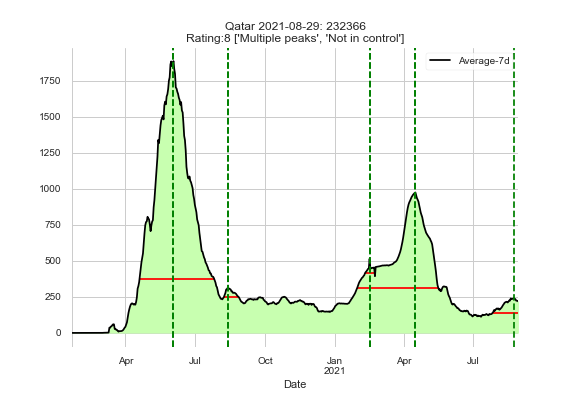 Qatar 2021-08-29: 232366
Rating:8 ['Multiple peaks', 'Not in control']
Average-7d
1750
1500
1250
1000
750
500
250
0
Apr
Jul
Oct
Jan
2021
Apr
Jul
Date